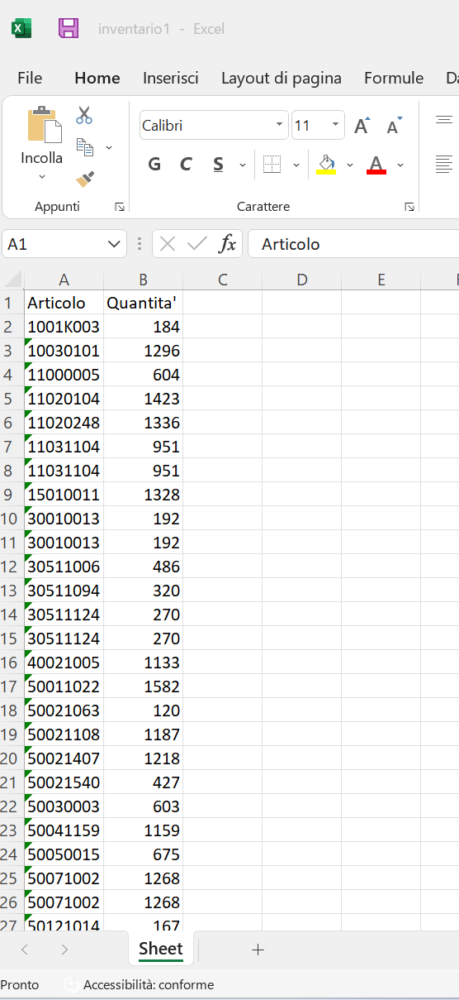 inventario1 - Excel
File Home Inserisci Layout di pagina Formule Da
Calibri 11 A A
Incolla G C S A
Appunti Carattere
A1 fx Articolo
A B C D E F
1 Articolo Quantita'
2 1001K003 184
3 10030101 1296
4 11000005 604
5 11020104 1423
6 11020248 1336
7 11031104 951
8 11031104 951
9 15010011 1328
10 30010013 192
11 30010013 192
12 30511006 486
13 30511094 320
14 30511124 270
15 30511124 270
16 40021005 1133
17 50011022 1582
18 50021063 120
19 50021108 1187
20 50021407 1218
21 50021540 427
22 50030003 603
23 50041159 1159
24 50050015 675
25 50071002 1268
26 50071002 1268
27 50121014 167
Sheet
Pronto Accessibilità: conforme